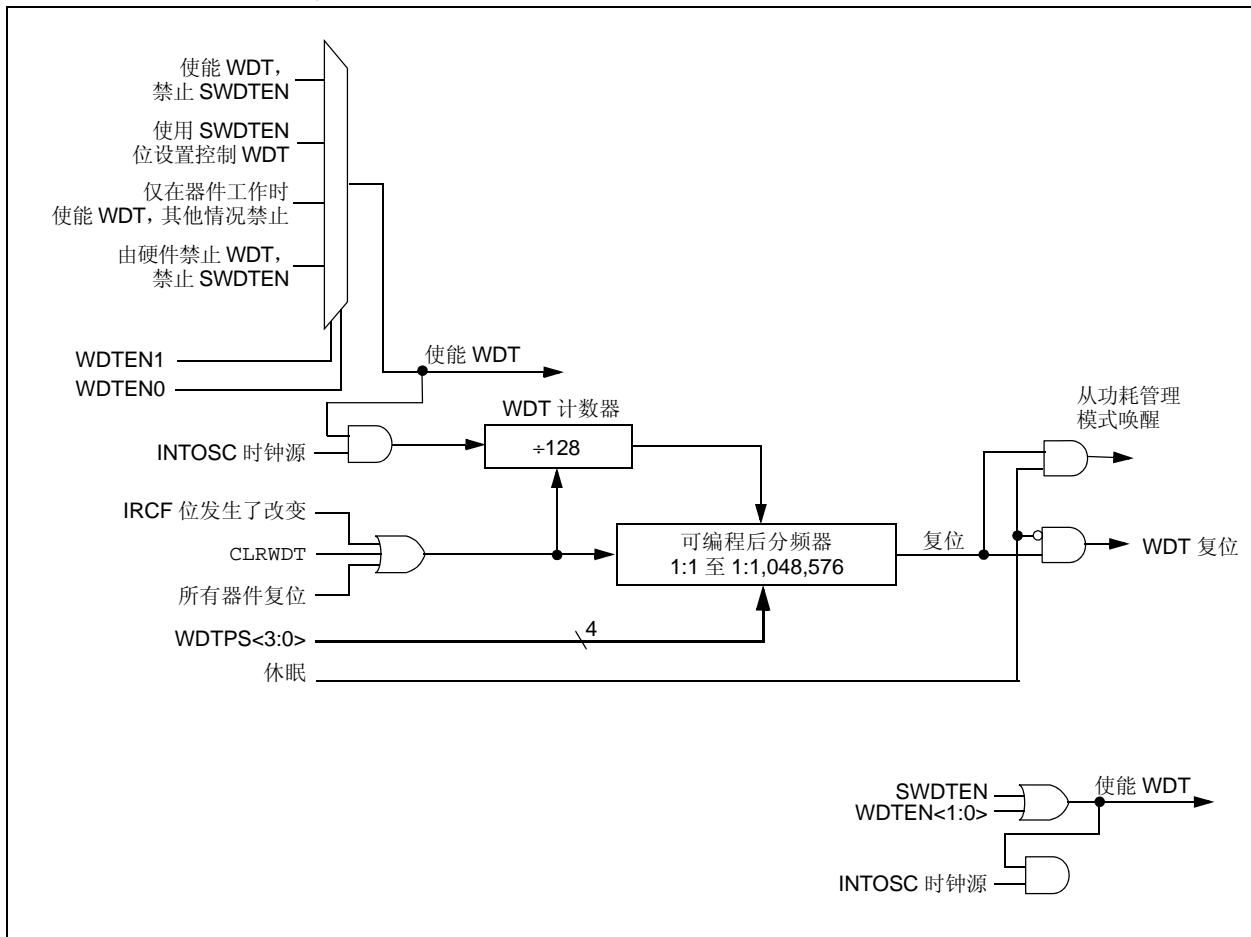 使能 WDT，
禁止 SWDTEN
使用 SWDTEN
位设置控制 WDT
仅在器件工作时
使能 WDT，其他情况禁止
由硬件禁止 WDT，
禁止 SWDTEN
WDTEN1
WDTEN0
使能 WDT
WDT 计数器
÷128
INTOSC 时钟源
从功耗管理
模式唤醒
IRCF 位发生了改变
CLRWDT
所有器件复位
可编程后分频器
1:1 至 1:1,048,576
复位
WDT 复位
WDTPS<3:0>
4
休眠
SWDTEN
WDTEN<1:0>
使能 WDT
INTOSC 时钟源